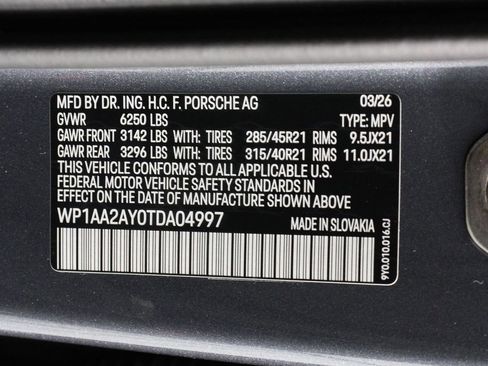 MFD BY DR. ING. H.C. F. PORSCHE AG 03/26
GVWR 6250 LBS TYPE: MPV
GAWR FRONT 3142 LBS WITH: TIRES 285/45R21 RIMS 9.5JX21
GAWR REAR 3296 LBS WITH: TIRES 315/40R21 RIMS 11.0JX21
THIS VEHICLE CONFORMS TO ALL APPLICABLE U.S.
FEDERAL MOTOR VEHICLE SAFETY STANDARDS IN
EFFECT ON THE DATE OF MANUFACTURE SHOWN ABOVE
WP1AA2AY0TDA04997 MADE IN SLOVAKIA
9Y0.010.016.CJ